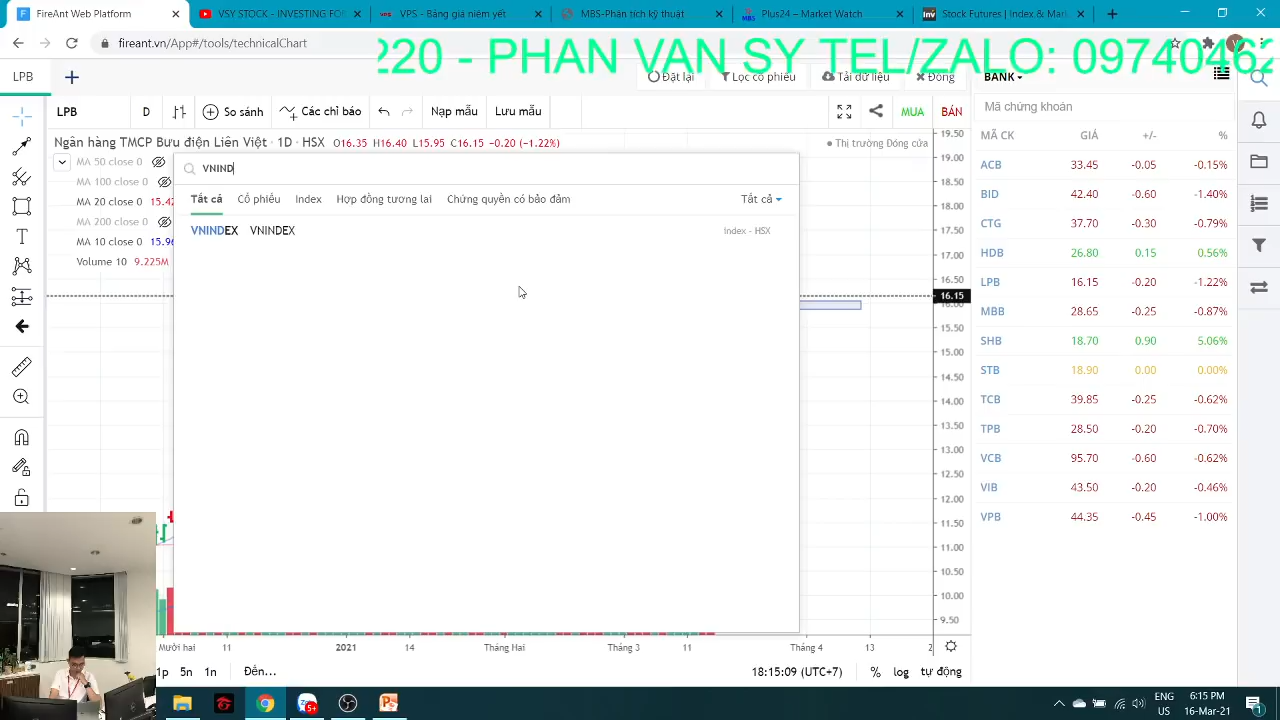 VSY STOCK - INVESTING FOR
VPS - Bảng giá niêm yết
MBS-Phân tích kỹ thuật
Plus24 – Market Watch
Stock Futures | Index & Mark
fireant.vn/App#/tools/technicalChart
220 - PHAN VAN SY TEL/ZALO: 09740462
LPB
Đặt lại
Lọc cổ phiếu
Tải dữ liệu
Đóng
BANK
LPB
D
So sánh
Các chỉ báo
Nạp mẫu
Lưu mẫu
MUA
BÁN
Mã chứng khoán
Ngân hàng TMCP Bưu điện Liên Việt · 1D · HSX O16.35 H16.40 L15.95 C16.15 −0.20 (−1.22%)
Thị trường Đóng cửa
MA 50 close 0
MA 100 close 0
MA 20 close 0 15.42
MA 200 close 0
MA 10 close 0 15.96
Volume 10 9.225M
VNIND
Tất cả
Cổ phiếu
Index
Hợp đồng tương lai
Chứng quyền có bảo đảm
Tất cả
VNINDEX VNINDEX
index - HSX
19.50
19.00
18.50
18.00
17.50
17.00
16.50
16.15
16.00
15.50
15.00
14.50
14.00
13.50
13.00
12.50
12.00
11.50
11.00
10.50
10.00
9.50
MÃ CK GIÁ +/- %
ACB 33.45 -0.05 -0.15%
BID 42.40 -0.60 -1.40%
CTG 37.70 -0.30 -0.79%
HDB 26.80 0.15 0.56%
LPB 16.15 -0.20 -1.22%
MBB 28.65 -0.25 -0.87%
SHB 18.70 0.90 5.06%
STB 18.90 0.00 0.00%
TCB 39.85 -0.25 -0.62%
TPB 28.50 -0.20 -0.70%
VCB 95.70 -0.60 -0.62%
VIB 43.50 -0.20 -0.46%
VPB 44.35 -0.45 -1.00%
Mười hai 11 2021 14 Tháng Hai Tháng 3 11 Tháng 4 13 2
1p 5n 1n Đến...
18:15:09 (UTC+7)
% log tự động
5+
ENG
US
6:15 PM
16-Mar-21